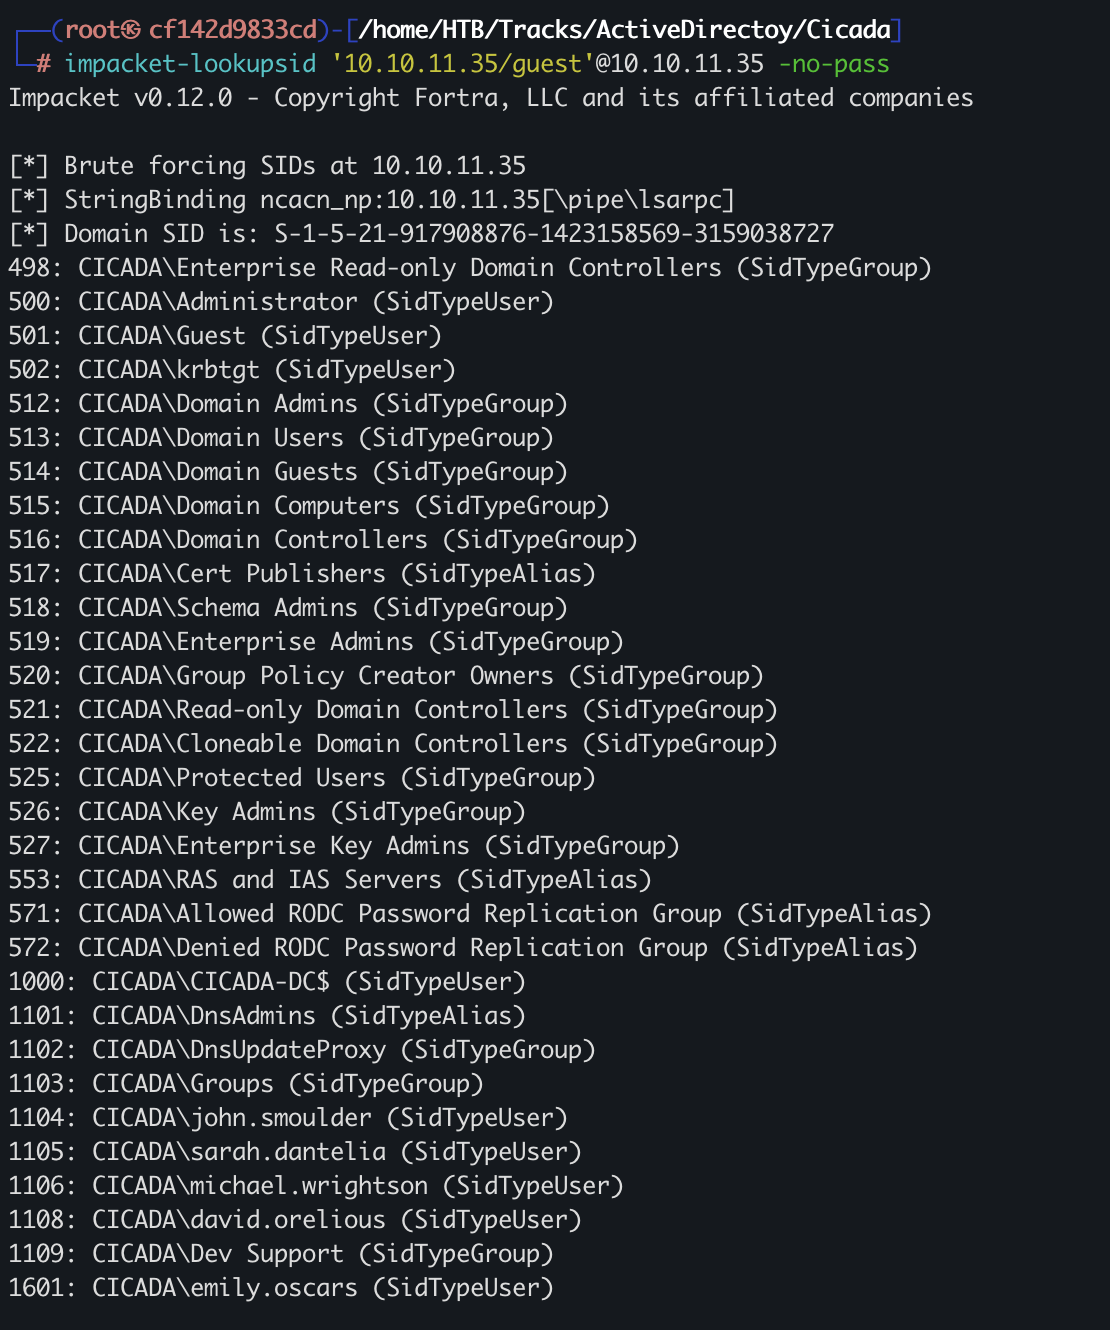 ┌──(root㉿cf142d9833cd)-[/home/HTB/Tracks/ActiveDirectoy/Cicada]
└─# impacket-lookupsid '10.10.11.35/guest'@10.10.11.35 -no-pass
Impacket v0.12.0 - Copyright Fortra, LLC and its affiliated companies
[*] Brute forcing SIDs at 10.10.11.35
[*] StringBinding ncacn_np:10.10.11.35[\pipe\lsarpc]
[*] Domain SID is: S-1-5-21-917908876-1423158569-3159038727
498: CICADA\Enterprise Read-only Domain Controllers (SidTypeGroup)
500: CICADA\Administrator (SidTypeUser)
501: CICADA\Guest (SidTypeUser)
502: CICADA\krbtgt (SidTypeUser)
512: CICADA\Domain Admins (SidTypeGroup)
513: CICADA\Domain Users (SidTypeGroup)
514: CICADA\Domain Guests (SidTypeGroup)
515: CICADA\Domain Computers (SidTypeGroup)
516: CICADA\Domain Controllers (SidTypeGroup)
517: CICADA\Cert Publishers (SidTypeAlias)
518: CICADA\Schema Admins (SidTypeGroup)
519: CICADA\Enterprise Admins (SidTypeGroup)
520: CICADA\Group Policy Creator Owners (SidTypeGroup)
521: CICADA\Read-only Domain Controllers (SidTypeGroup)
522: CICADA\Cloneable Domain Controllers (SidTypeGroup)
525: CICADA\Protected Users (SidTypeGroup)
526: CICADA\Key Admins (SidTypeGroup)
527: CICADA\Enterprise Key Admins (SidTypeGroup)
553: CICADA\RAS and IAS Servers (SidTypeAlias)
571: CICADA\Allowed RODC Password Replication Group (SidTypeAlias)
572: CICADA\Denied RODC Password Replication Group (SidTypeAlias)
1000: CICADA\CICADA-DC$ (SidTypeUser)
1101: CICADA\DnsAdmins (SidTypeAlias)
1102: CICADA\DnsUpdateProxy (SidTypeGroup)
1103: CICADA\Groups (SidTypeGroup)
1104: CICADA\john.smoulder (SidTypeUser)
1105: CICADA\sarah.dantelia (SidTypeUser)
1106: CICADA\michael.wrightson (SidTypeUser)
1108: CICADA\david.orelious (SidTypeUser)
1109: CICADA\Dev Support (SidTypeGroup)
1601: CICADA\emily.oscars (SidTypeUser)